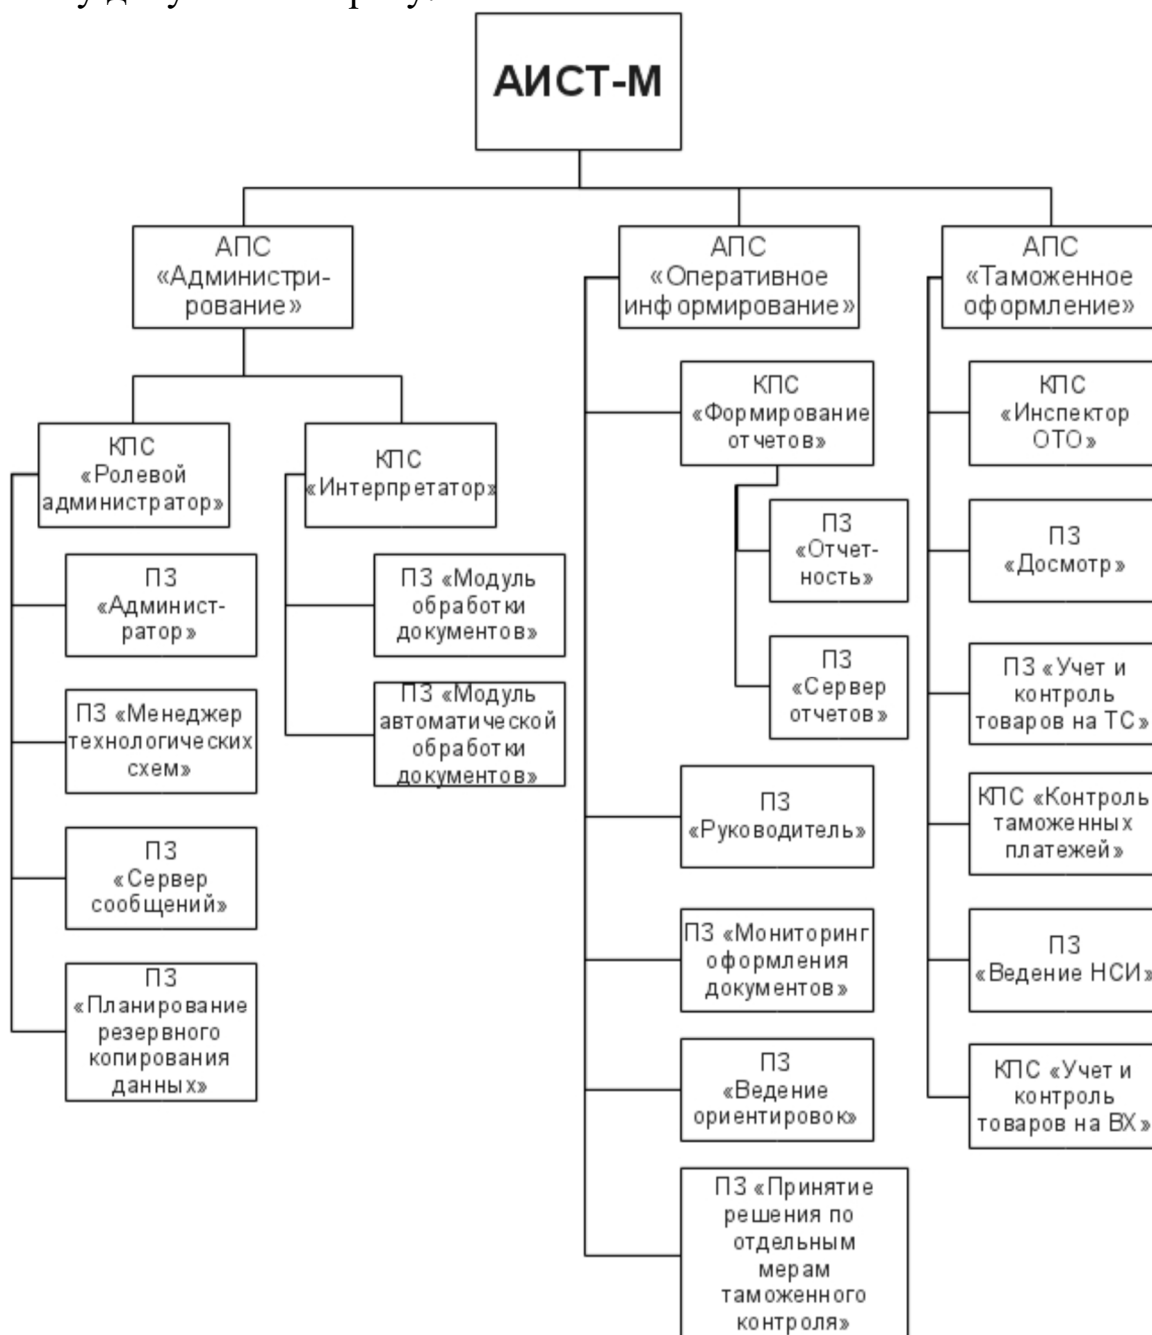 АИСТ-М
АПС
«Администри-
рование»
КПС
«Ролевой
администратор»
ПЗ
«Админист-
ратор»
ПЗ «Менеджер
технологических
схем»
ПЗ
«Сервер
сообщений»
ПЗ
«Планирование
резервного
копирования
данных»
КПС
«Интерпретатор»
ПЗ «Модуль
обработки
документов»
ПЗ «Модуль
автоматической
обработки
документов»
АПС
«Оперативное
информирование»
КПС
«Формирование
отчетов»
ПЗ
«Отчет-
ность»
ПЗ
«Сервер
отчетов»
ПЗ
«Руководитель»
ПЗ «Мониторинг
оформления
документов»
ПЗ
«Ведение
ориентировок»
ПЗ «Принятие
решения по
отдельным
мерам
таможенного
контроля»
АПС
«Таможенное
оформление»
КПС
«Инспектор
ОТО»
ПЗ
«Досмотр»
ПЗ «Учет и
контроль
товаров на ТС»
КПС «Контроль
таможенных
платежей»
ПЗ
«Ведение НСИ»
КПС «Учет и
контроль
товаров на ВХ»